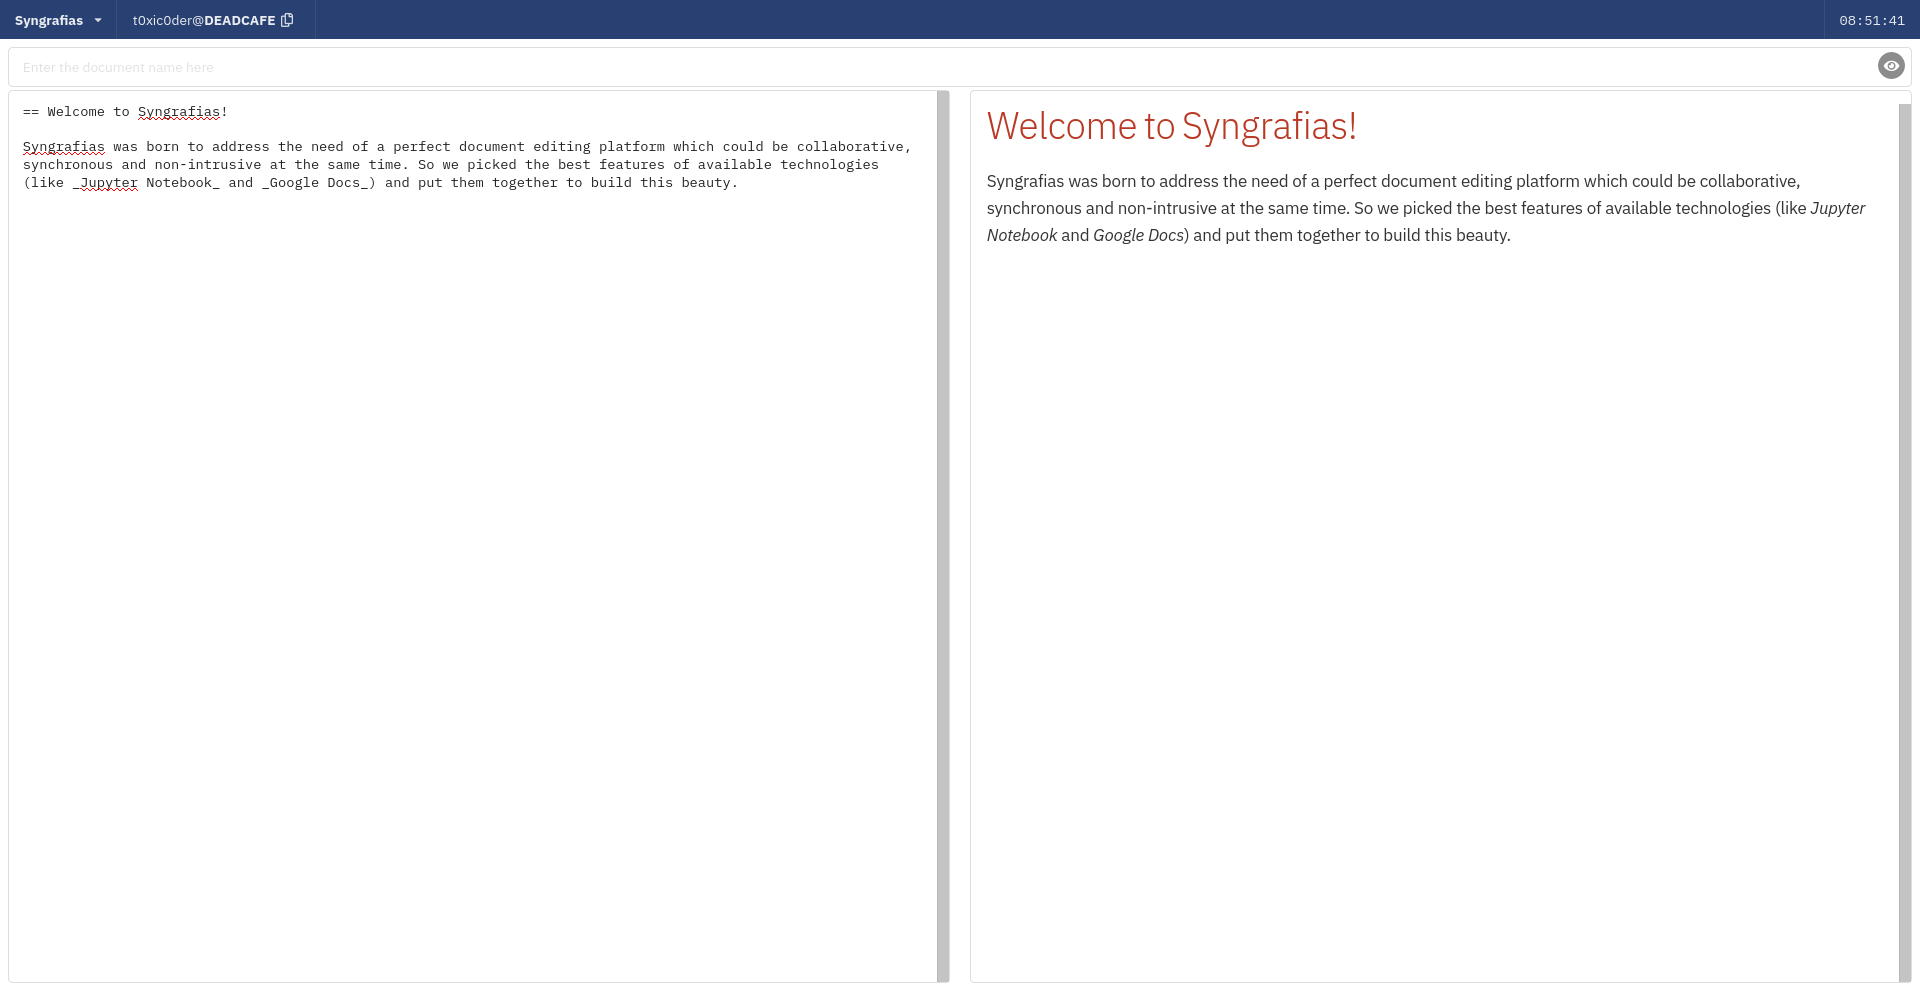 Syngrafias
t0xic0der@DEADCAFE
08:51:41
Enter the document name here
== Welcome to Syngrafias!
Syngrafias was born to address the need of a perfect document editing platform which could be collaborative,
synchronous and non-intrusive at the same time. So we picked the best features of available technologies
(like _Jupyter Notebook_ and _Google Docs_) and put them together to build this beauty.
Welcome to Syngrafias!
Syngrafias was born to address the need of a perfect document editing platform which could be collaborative,
synchronous and non-intrusive at the same time. So we picked the best features of available technologies (like Jupyter
Notebook and Google Docs) and put them together to build this beauty.